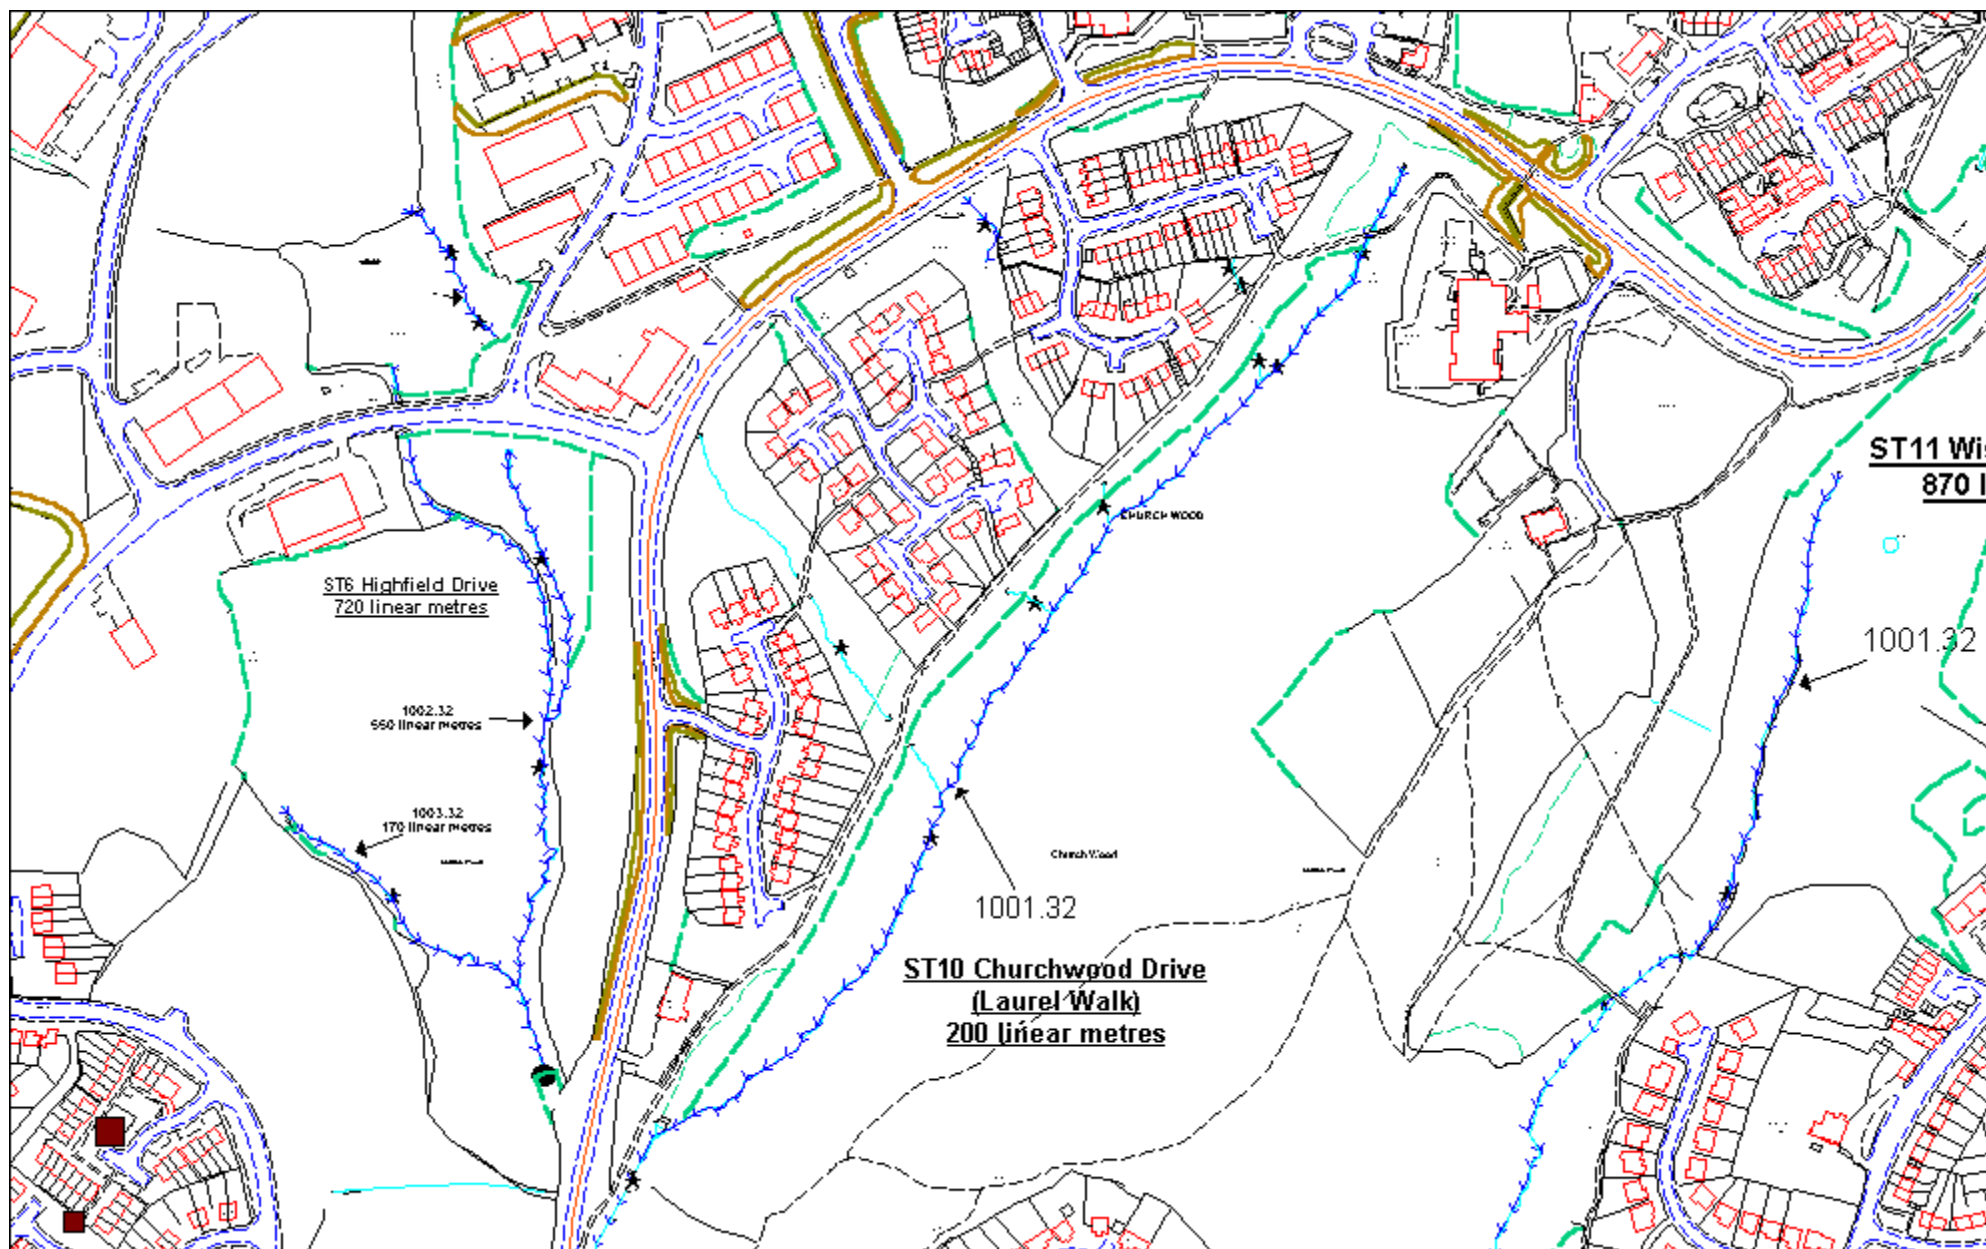 ST11 Wis
870 l
CHURCH WOOD
ST6 Highfield Drive
720 linear metres
1001.32
1002.32
550 linear metres
1003.32
170 linear metres
Church Wood
1001.32
ST10 Churchwood Drive
(Laurel Walk)
200 linear metres